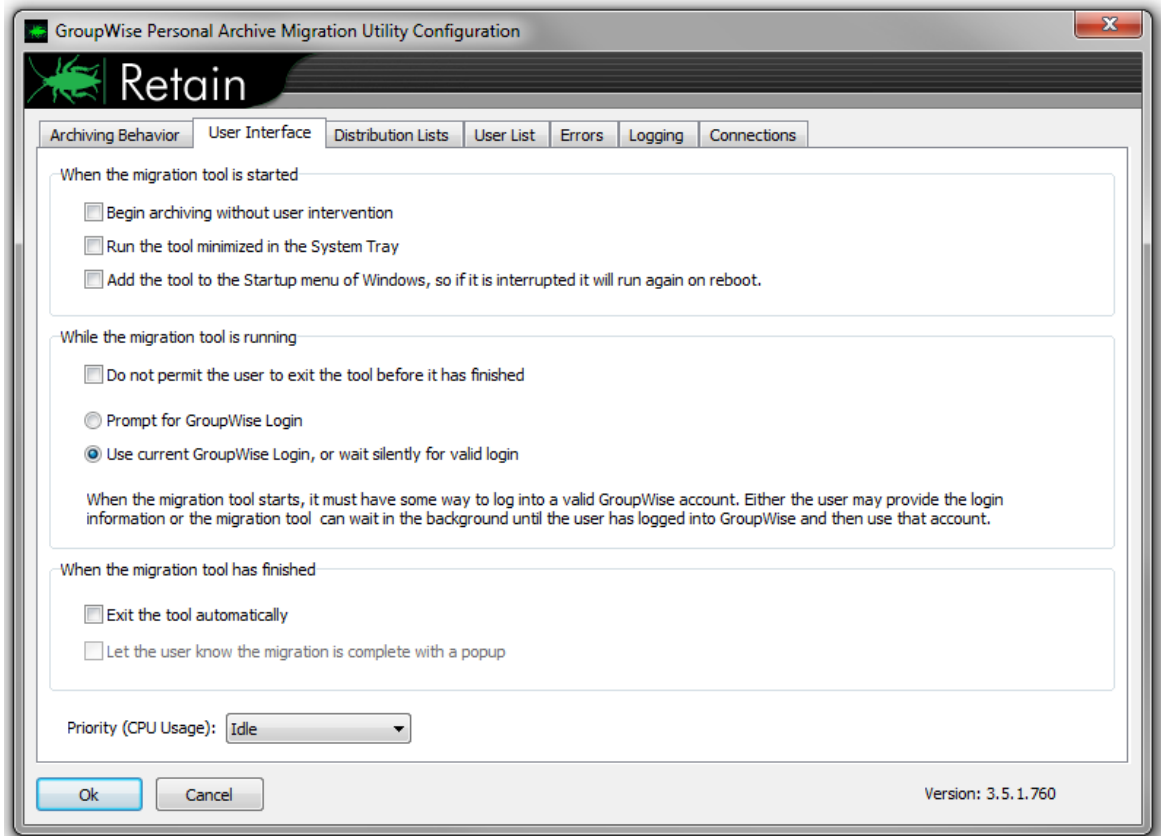 GroupWise Personal Archive Migration Utility Configuration
X
Retain
Archiving Behavior User Interface Distribution Lists User List Errors Logging Connections
When the migration tool is started
Begin archiving without user intervention
Run the tool minimized in the System Tray
Add the tool to the Startup menu of Windows, so if it is interrupted it will run again on reboot.
While the migration tool is running
Do not permit the user to exit the tool before it has finished
Prompt for GroupWise Login
Use current GroupWise Login, or wait silently for valid login
When the migration tool starts, it must have some way to log into a valid GroupWise account. Either the user may provide the login
information or the migration tool can wait in the background until the user has logged into GroupWise and then use that account.
When the migration tool has finished
Exit the tool automatically
Let the user know the migration is complete with a popup
Priority (CPU Usage): Idle
Ok Cancel Version: 3.5.1.760